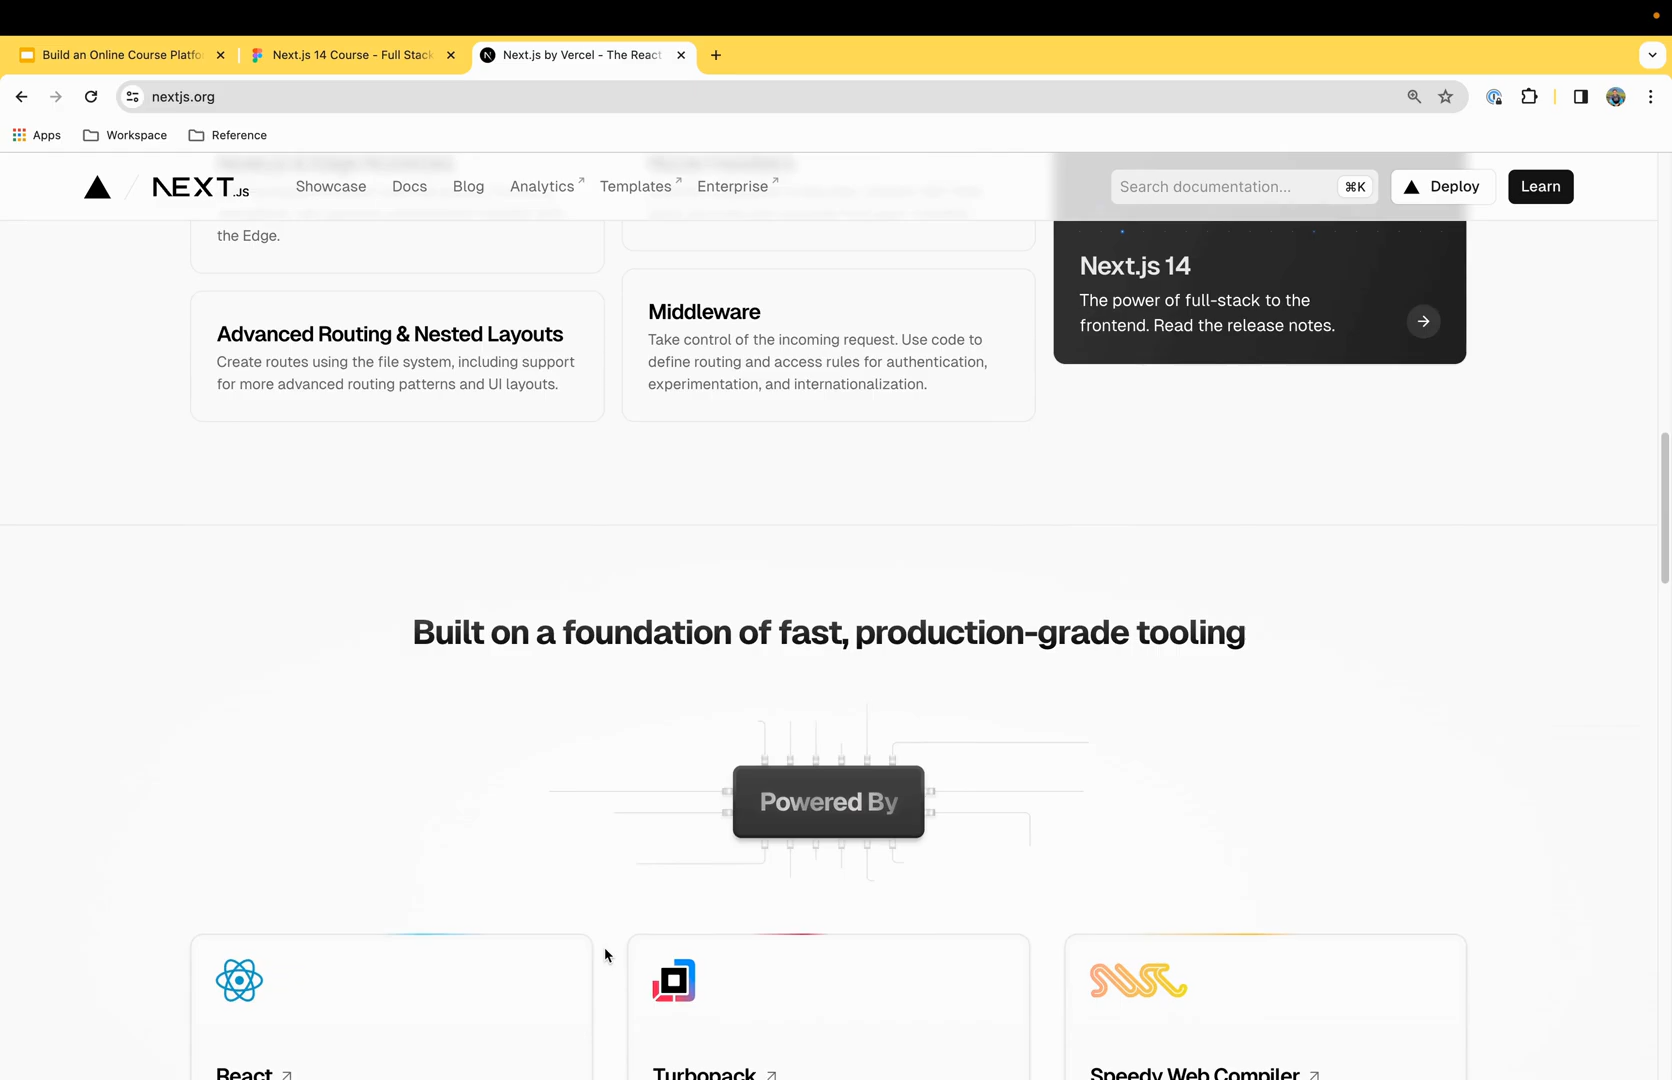 Build an Online Course Platfo
Next.js 14 Course - Full Stack
Next.js by Vercel - The React
nextjs.org
Apps
Workspace
Reference
NEXT.JS
Showcase
Docs
Blog
Analytics
Templates
Enterprise
Search documentation...
⌘K
Deploy
Learn
the Edge.
Advanced Routing & Nested Layouts
Create routes using the file system, including support
for more advanced routing patterns and UI layouts.
Middleware
Take control of the incoming request. Use code to
define routing and access rules for authentication,
experimentation, and internationalization.
Next.js 14
The power of full-stack to the
frontend. Read the release notes.
Built on a foundation of fast, production-grade tooling
Powered By
React
Turbopack
Speedy Web Compiler